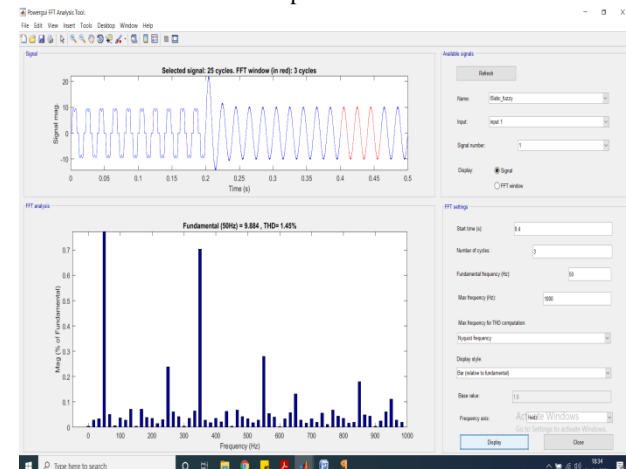 Powergui FFT Analysis Tool.
File Edit View Insert Tools Desktop Window Help
Signal
Selected signal: 25 cycles. FFT window (in red): 3 cycles
Signal mag.
20
10
0
-10
0 0.05 0.1 0.15 0.2 0.25 0.3 0.35 0.4 0.45 0.5
Time (s)
FFT analysis
Fundamental (50Hz) = 9.884 , THD= 1.45%
Mag (% of Fundamental)
0.7
0.6
0.5
0.4
0.3
0.2
0.1
0
0 100 200 300 400 500 600 700 800 900 1000
Frequency (Hz)
Available signals
Refresh
Name:
Input: input 1
Signal number: 1
Display: Signal
FFT window
FFT settings
Start time (s): 0.4
Number of cycles: 3
Fundamental frequency (Hz): 50
Max frequency (Hz): 1000
Max frequency for THD computation:
Nyquist frequency
Display style:
Bar (relative to fundamental)
Base value: 1.0
Frequency axis: Hertz
Activate Windows
Go to Settings to activate Windows.
Display Close
Type here to search
18:34